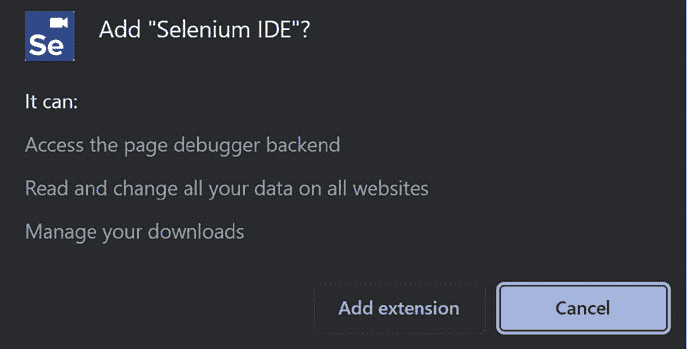 Se
Add "Selenium IDE"?
It can:
Access the page debugger backend
Read and change all your data on all websites
Manage your downloads
Add extension
Cancel